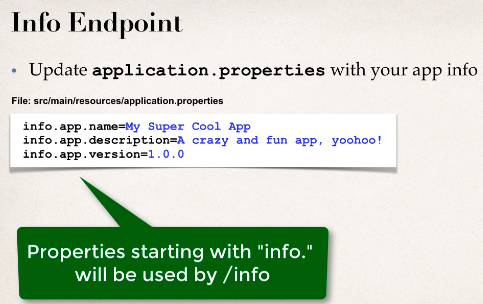 Info Endpoint
• Update application.properties with your app info
File: src/main/resources/application.properties
info.app.name=My Super Cool App
info.app.description=A crazy and fun app, yoohoo!
info.app.version=1.0.0
Properties starting with "info."
will be used by /info